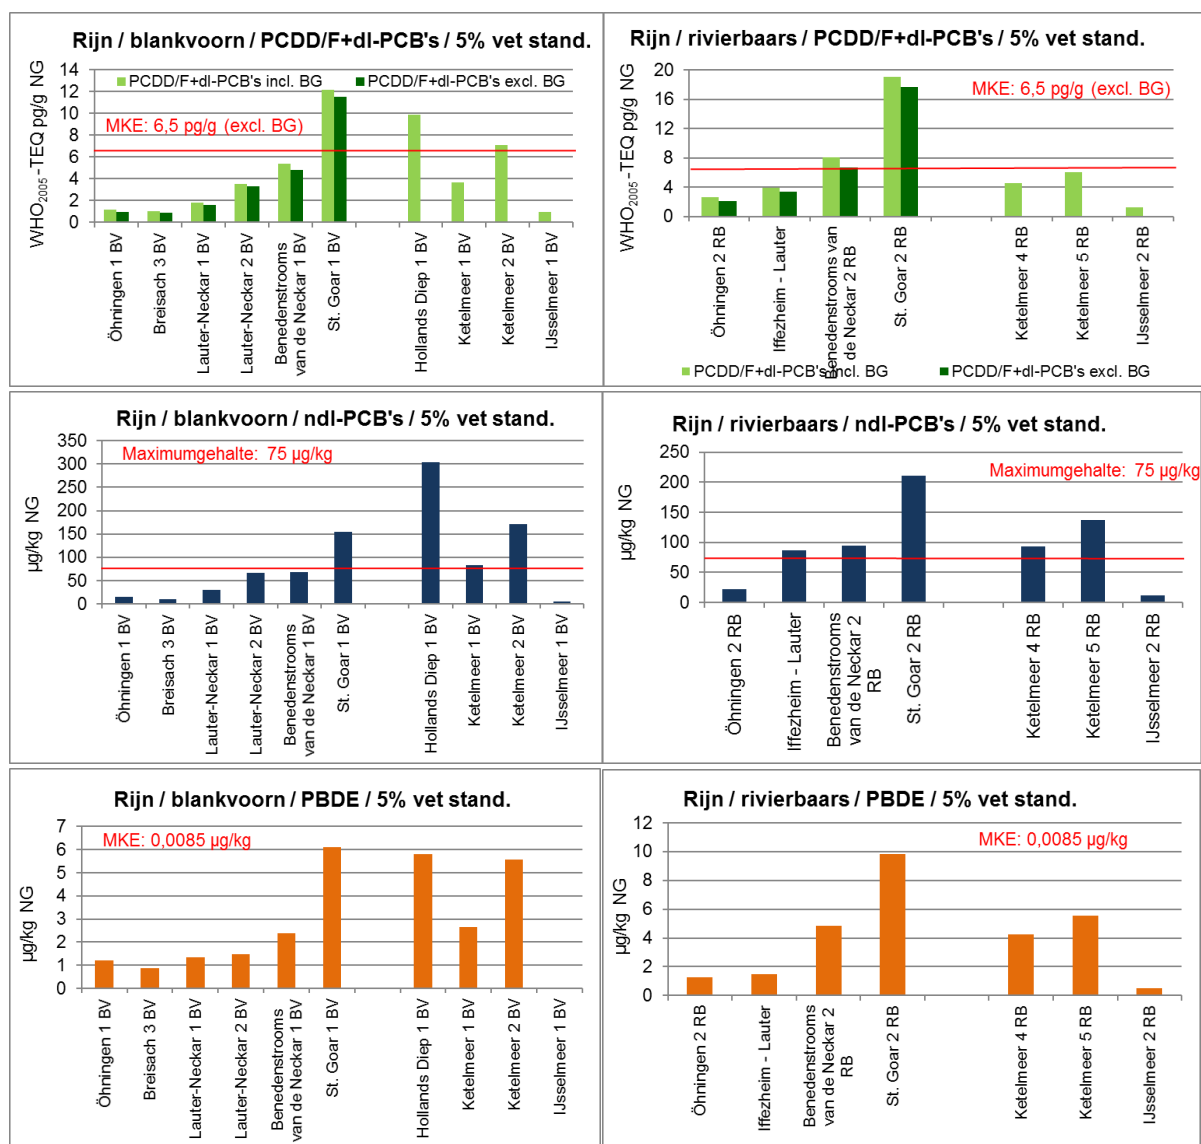 Rijn / blankvoorn / PCDD/F+dl-PCB's / 5% vet stand.
WHO2005-TEQ pg/g NG
14
12
10
8
6
4
2
0
PCDD/F+dl-PCB's incl. BG
PCDD/F+dl-PCB's excl. BG
MKE: 6,5 pg/g (excl. BG)
Öhningen 1 BV
Breisach 3 BV
Lauter-Neckar 1 BV
Lauter-Neckar 2 BV
Benedenstrooms
van de Neckar 1 BV
St. Goar 1 BV
Hollands Diep 1 BV
Ketelmeer 1 BV
Ketelmeer 2 BV
IJsselmeer 1 BV
Rijn / rivierbaars / PCDD/F+dl-PCB's / 5% vet stand.
WHO2005-TEQ pg/g NG
20
16
12
8
4
0
MKE: 6,5 pg/g (excl. BG)
Öhningen 2 RB
Iffezheim - Lauter
Benedenstrooms van
de Neckar 2 RB
St. Goar 2 RB
Ketelmeer 4 RB
Ketelmeer 5 RB
IJsselmeer 2 RB
PCDD/F+dl-PCB's incl. BG
PCDD/F+dl-PCB's excl. BG
Rijn / blankvoorn / ndl-PCB's / 5% vet stand.
µg/kg NG
350
300
250
200
150
100
50
0
Maximumgehalte: 75 µg/kg
Öhningen 1 BV
Breisach 3 BV
Lauter-Neckar 1 BV
Lauter-Neckar 2 BV
Benedenstrooms
van de Neckar 1 BV
St. Goar 1 BV
Hollands Diep 1 BV
Ketelmeer 1 BV
Ketelmeer 2 BV
IJsselmeer 1 BV
Rijn / rivierbaars / ndl-PCB's / 5% vet stand.
µg/kg NG
250
200
150
100
50
0
Maximumgehalte: 75 µg/kg
Öhningen 2 RB
Iffezheim - Lauter
Benedenstrooms
van de Neckar 2
RB
St. Goar 2 RB
Ketelmeer 4 RB
Ketelmeer 5 RB
IJsselmeer 2 RB
Rijn / blankvoorn / PBDE / 5% vet stand.
µg/kg NG
7
6
5
4
3
2
1
0
MKE: 0,0085 µg/kg
Öhningen 1 BV
Breisach 3 BV
Lauter-Neckar 1 BV
Lauter-Neckar 2 BV
Benedenstrooms
van de Neckar 1 BV
St. Goar 1 BV
Hollands Diep 1 BV
Ketelmeer 1 BV
Ketelmeer 2 BV
IJsselmeer 1 BV
Rijn / rivierbaars / PBDE / 5% vet stand.
µg/kg NG
12
10
8
6
4
2
0
MKE: 0,0085 µg/kg
Öhningen 2 RB
Iffezheim - Lauter
Benedenstrooms
van de Neckar 2
RB
St. Goar 2 RB
Ketelmeer 4 RB
Ketelmeer 5 RB
IJsselmeer 2 RB